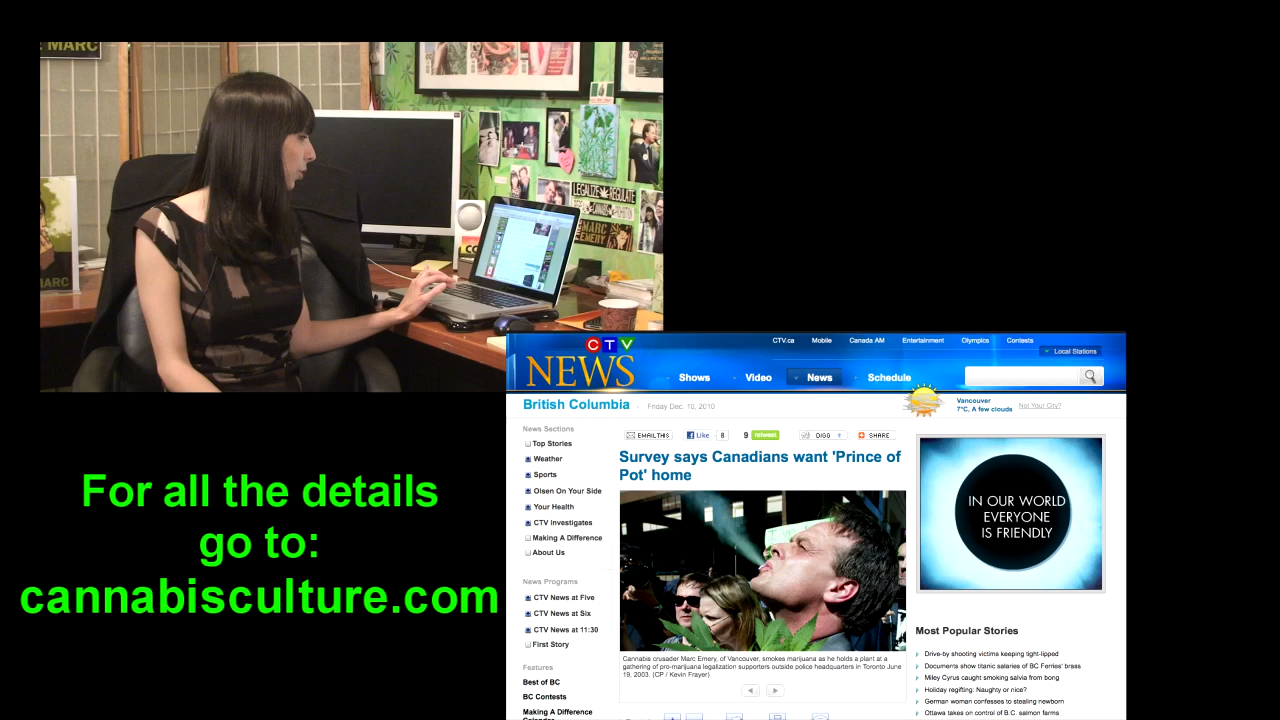 E MARC
LEGALIZE REGULATE
MARC
EMERY
MARC
For all the details
go to:
cannabisculture.com
CTV
NEWS
CTV.ca Mobile Canada AM Entertainment Olympics Contests
Local Stations
Shows Video News Schedule
British Columbia Friday Dec. 10, 2010
Vancouver
7°C, A few clouds Not Your City?
News Sections
Top Stories
Weather
Sports
Olsen On Your Side
Your Health
CTV Investigates
Making A Difference
About Us
News Programs
CTV News at Five
CTV News at Six
CTV News at 11:30
First Story
Features
Best of BC
BC Contests
Making A Difference
EMAIL THIS Like 8 9 retweet DIGG SHARE
Survey says Canadians want 'Prince of
Pot' home
Cannabis crusader Marc Emery, of Vancouver, smokes marijuana as he holds a plant at a
gathering of pro-marijuana legalization supporters outside police headquarters in Toronto June
19, 2003. (CP / Kevin Frayer)
IN OUR WORLD
EVERYONE
IS FRIENDLY
Most Popular Stories
Drive-by shooting victims keeping tight-lipped
Documents show titanic salaries of BC Ferries' brass
Miley Cyrus caught smoking salvia from bong
Holiday regifting: Naughty or nice?
German woman confesses to stealing newborn
Ottawa takes on control of B.C. salmon farms